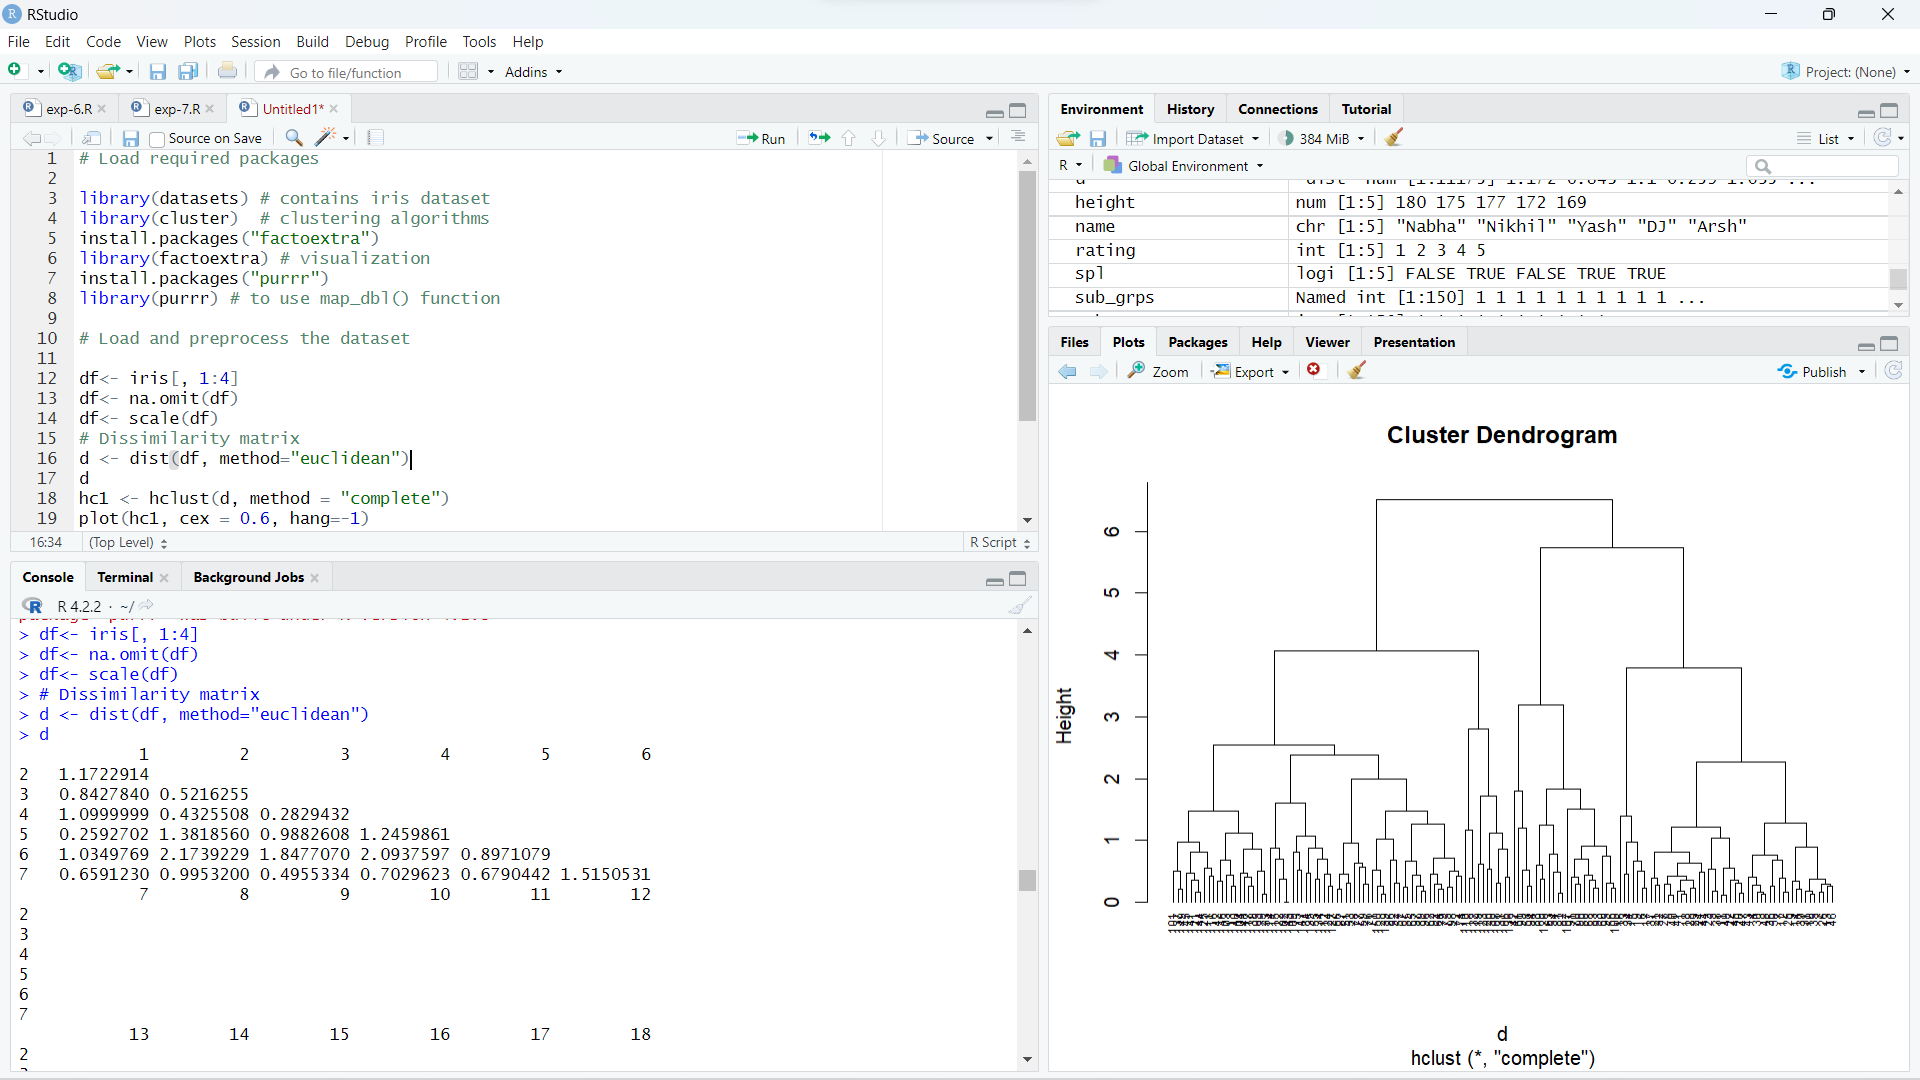 RStudio
File Edit Code View Plots Session Build Debug Profile Tools Help
Go to file/function Addins Project: (None)
exp-6.R exp-7.R Untitled1*
Source on Save Run Source
1 # Load required packages
2
3 library(datasets) # contains iris dataset
4 library(cluster) # clustering algorithms
5 install.packages("factoextra")
6 library(factoextra) # visualization
7 install.packages("purrr")
8 library(purrr) # to use map_dbl() function
9
10 # Load and preprocess the dataset
11
12 df<- iris[, 1:4]
13 df<- na.omit(df)
14 df<- scale(df)
15 # Dissimilarity matrix
16 d <- dist(df, method="euclidean")
17 d
18 hc1 <- hclust(d, method = "complete")
19 plot(hc1, cex = 0.6, hang=-1)
16:34 (Top Level) R Script
Console Terminal Background Jobs
R 4.2.2 · ~/
> df<- iris[, 1:4]
> df<- na.omit(df)
> df<- scale(df)
> # Dissimilarity matrix
> d <- dist(df, method="euclidean")
> d
1 2 3 4 5 6
2 1.1722914
3 0.8427840 0.5216255
4 1.0999999 0.4325508 0.2829432
5 0.2592702 1.3818560 0.9882608 1.2459861
6 1.0349769 2.1739229 1.8477070 2.0937597 0.8971079
7 0.6591230 0.9953200 0.4955334 0.7029623 0.6790442 1.5150531
7 8 9 10 11 12
2
3
4
5
6
7
13 14 15 16 17 18
2
Environment History Connections Tutorial
Import Dataset 384 MiB List
R Global Environment
height num [1:5] 180 175 177 172 169
name chr [1:5] "Nabha" "Nikhil" "Yash" "DJ" "Arsh"
rating int [1:5] 1 2 3 4 5
spl logi [1:5] FALSE TRUE FALSE TRUE TRUE
sub_grps Named int [1:150] 1 1 1 1 1 1 1 1 1 1 ...
Files Plots Packages Help Viewer Presentation
Zoom Export Publish
Cluster Dendrogram
Height
6
5
4
3
2
1
0
d
hclust (*, "complete")